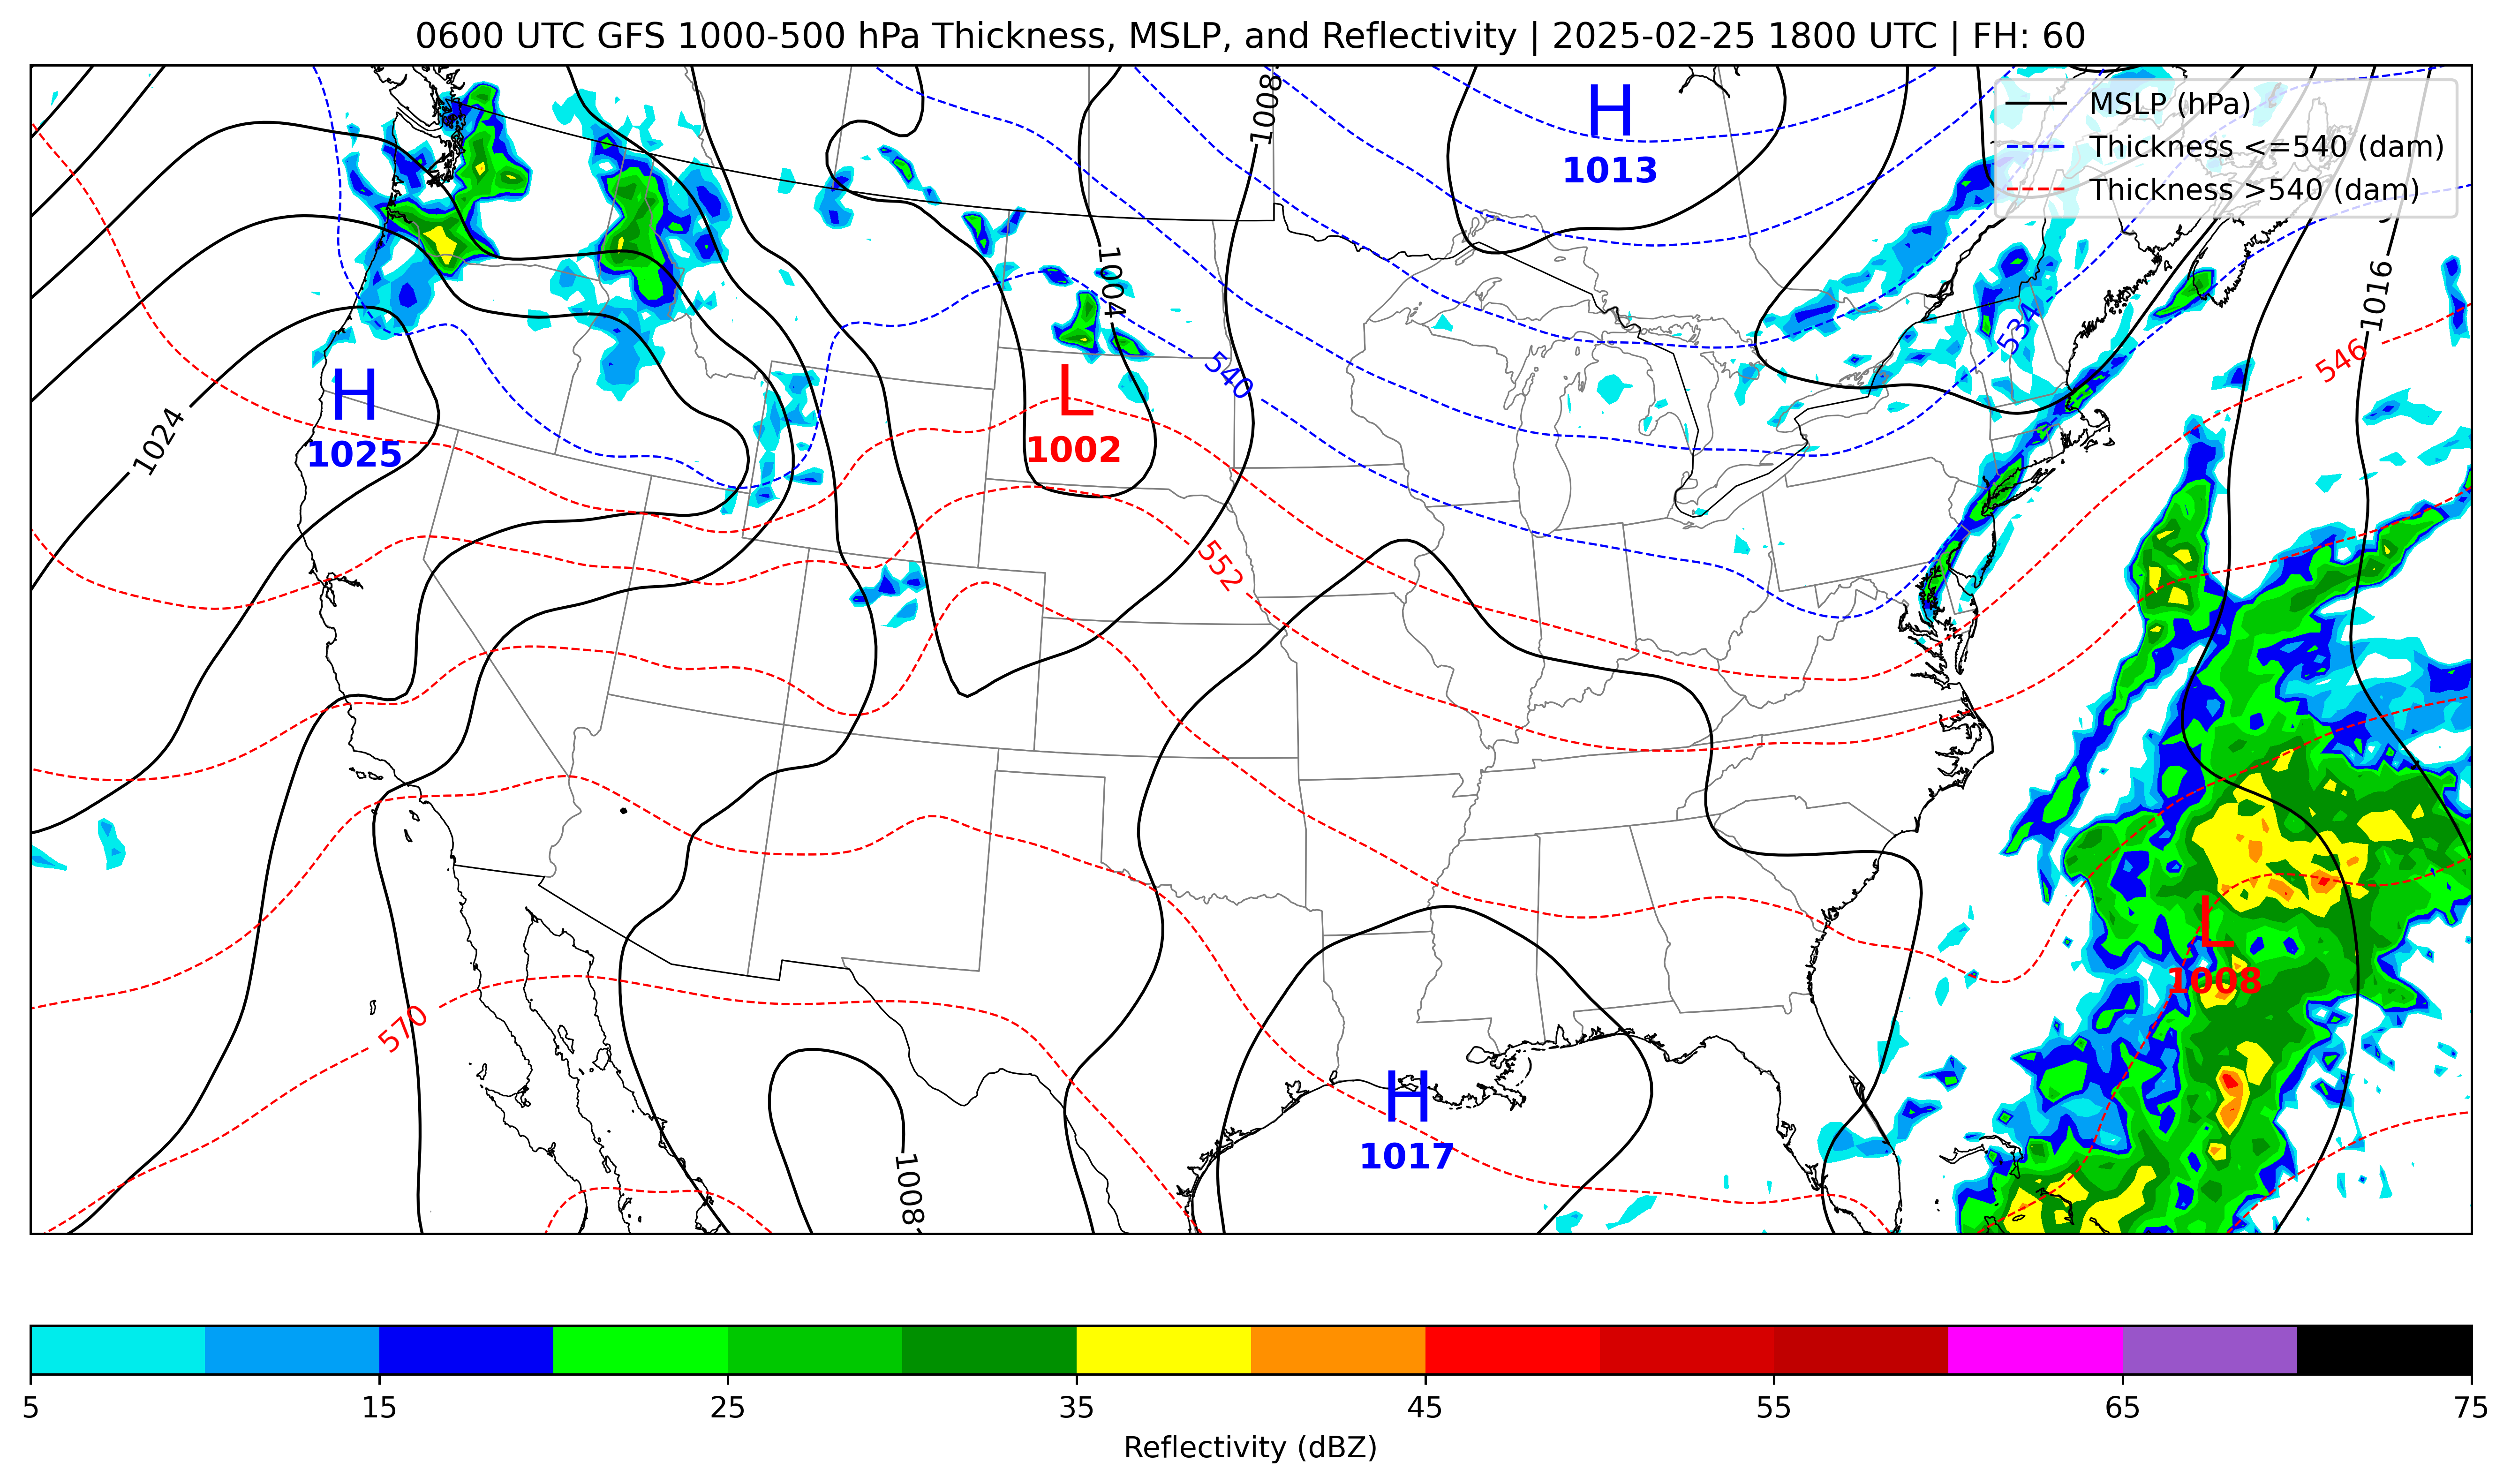 0600 UTC GFS 1000-500 hPa Thickness, MSLP, and Reflectivity | 2025-02-25 1800 UTC | FH: 60
MSLP (hPa)
Thickness <=540 (dam)
Thickness >540 (dam)
1008
H
1013
1004
1016
534
540
546
H
1025
L
1002
1024
552
L
1008
570
H
1017
1008
5 15 25 35 45 55 65 75
Reflectivity (dBZ)